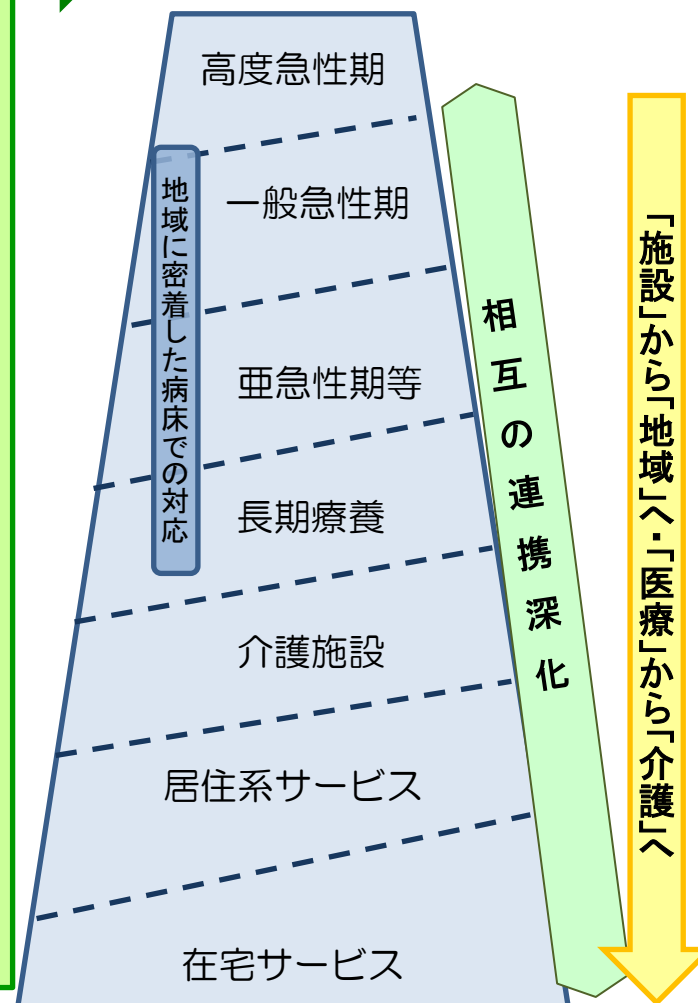 高度急性期
一般急性期
亜急性期等
長期療養
介護施設
居住系サービス
在宅サービス
地域に密着した病床での対応
相互の連携深化
「施設」から「地域」へ・「医療」から「介護」へ